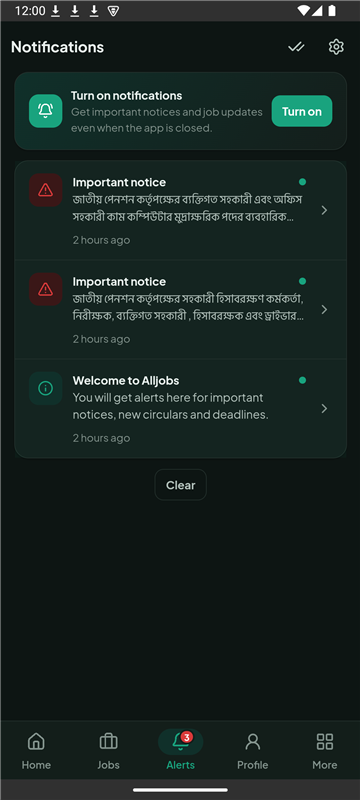 12:00
Notifications
Turn on notifications
Get important notices and job updates
even when the app is closed.
Turn on
Important notice
জাতীয় পেনশন কর্তৃপক্ষের ব্যক্তিগত সহকারী এবং অফিস
সহকারী কাম কম্পিউটার মুদ্রাক্ষরিক পদের ব্যবহারিক...
2 hours ago
Important notice
জাতীয় পেনশন কর্তৃপক্ষের সহকারী হিসাবরক্ষণ কর্মকর্তা,
নিরীক্ষক, ব্যক্তিগত সহকারী , হিসাবরক্ষক এবং ড্রাইভার...
2 hours ago
Welcome to Alljobs
You will get alerts here for important
notices, new circulars and deadlines.
2 hours ago
Clear
3
Home
Jobs
Alerts
Profile
More